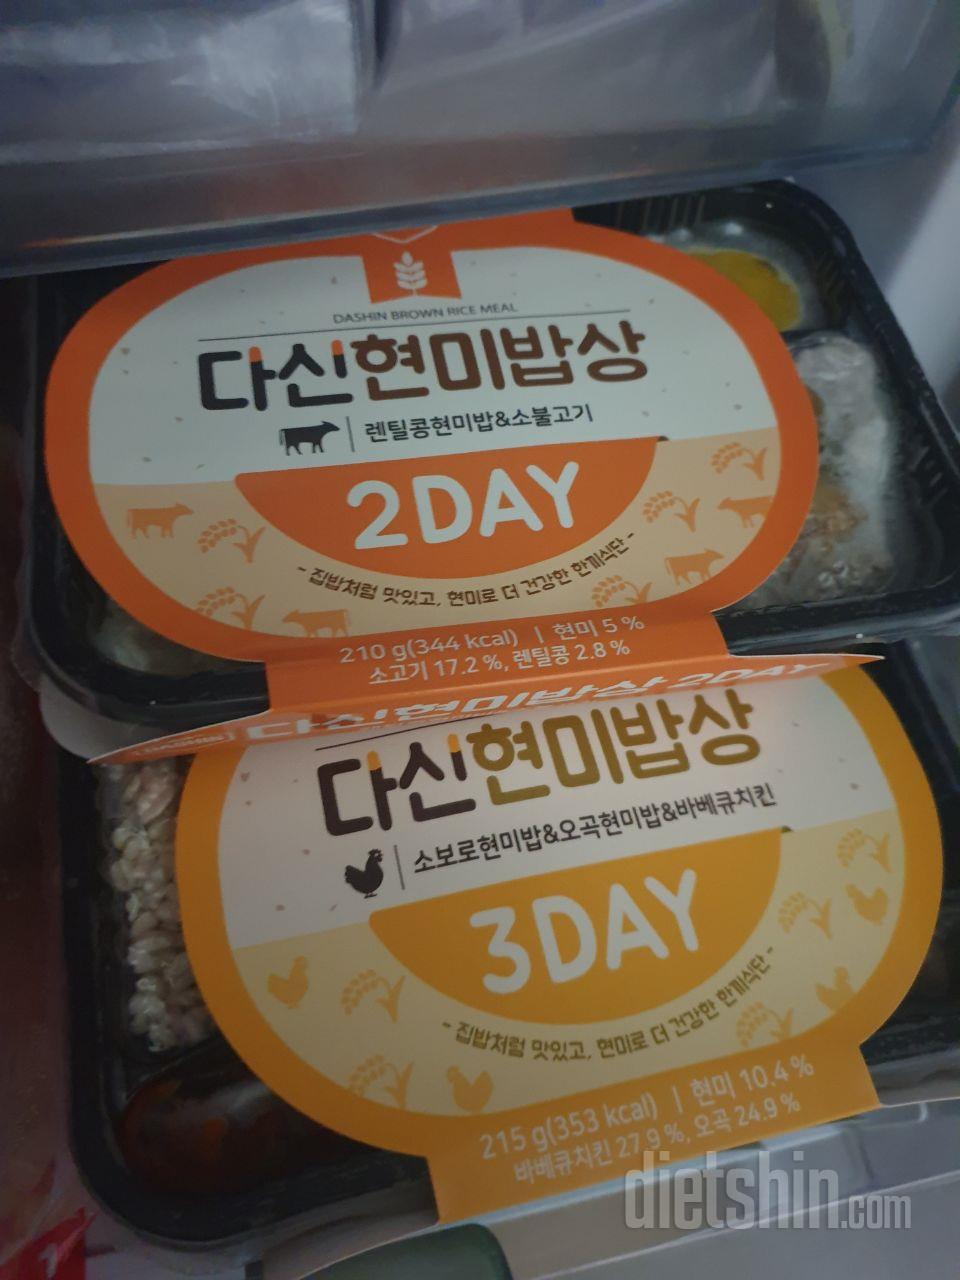 DASHIN BROWN RICE MEAL
다신현미밥상
렌틸콩현미밥&소불고기
2DAY
- 집밥처럼 맛있고, 현미로 더 건강한 한끼식단 -
210 g(344 kcal) | 현미 5 %
소고기 17.2 %, 렌틸콩 2.8 %
DASHIN 다신현미밥상 2DAY
다신현미밥상
소보로현미밥&오곡현미밥&바베큐치킨
3DAY
- 집밥처럼 맛있고, 현미로 더 건강한 한끼식단 -
215 g(353 kcal) | 현미 10.4 %
바베큐치킨 27.9 %, 오곡 24.9 %
dietshin.com